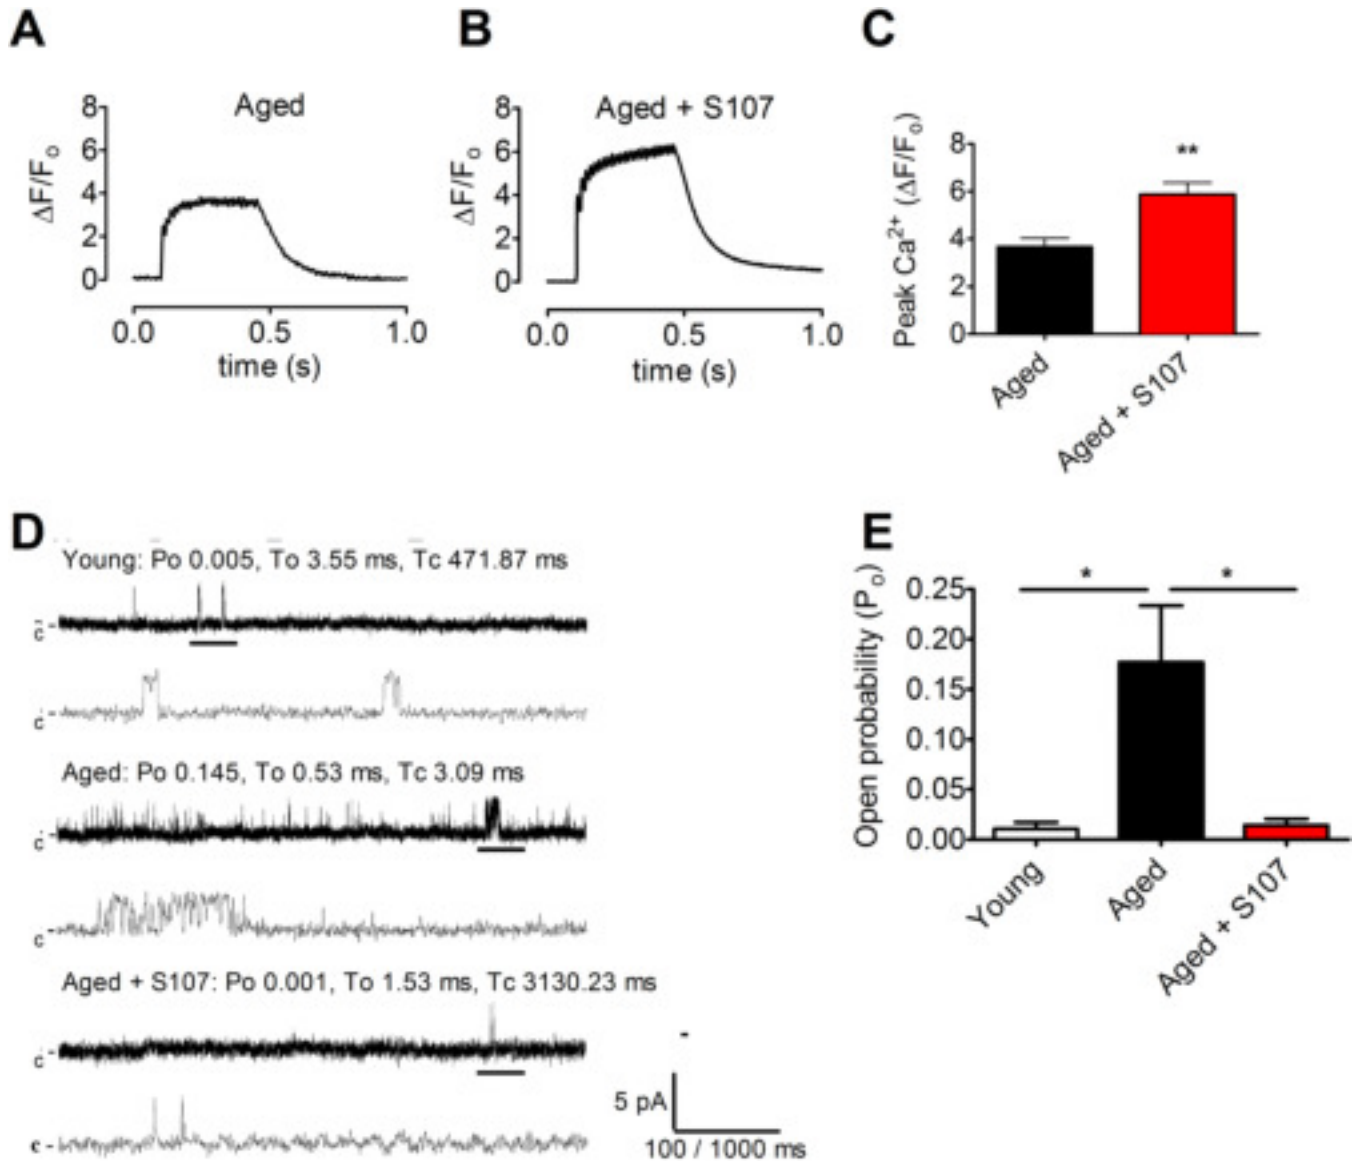 A
B
C
Aged
Aged + S107
8
6
4
2
0
ΔF/Fo
0.0
0.5
1.0
time (s)
8
6
4
2
0
ΔF/Fo
0.0
0.5
1.0
time (s)
Peak Ca2+ (ΔF/Fo)
8
6
4
2
0
**
Aged
Aged + S107
D
Young: Po 0.005, To 3.55 ms, Tc 471.87 ms
c -
c -
Aged: Po 0.145, To 0.53 ms, Tc 3.09 ms
c -
c -
Aged + S107: Po 0.001, To 1.53 ms, Tc 3130.23 ms
c -
c -
5 pA
100 / 1000 ms
E
Open probability (Po)
0.25
0.20
0.15
0.10
0.05
0.00
*
*
Young
Aged
Aged + S107